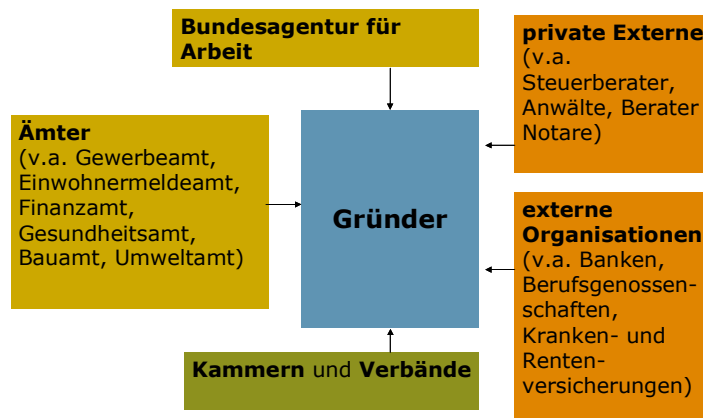 Bundesagentur für
Arbeit
private Externe
(v.a.
Steuerberater,
Anwälte, Berater
Notare)
Ämter
(v.a. Gewerbeamt,
Einwohnermeldeamt,
Finanzamt,
Gesundheitsamt,
Bauamt, Umweltamt)
Gründer
externe
Organisationen
(v.a. Banken,
Berufsgenossen-
schaften,
Kranken- und
Renten-
versicherungen)
Kammern und Verbände